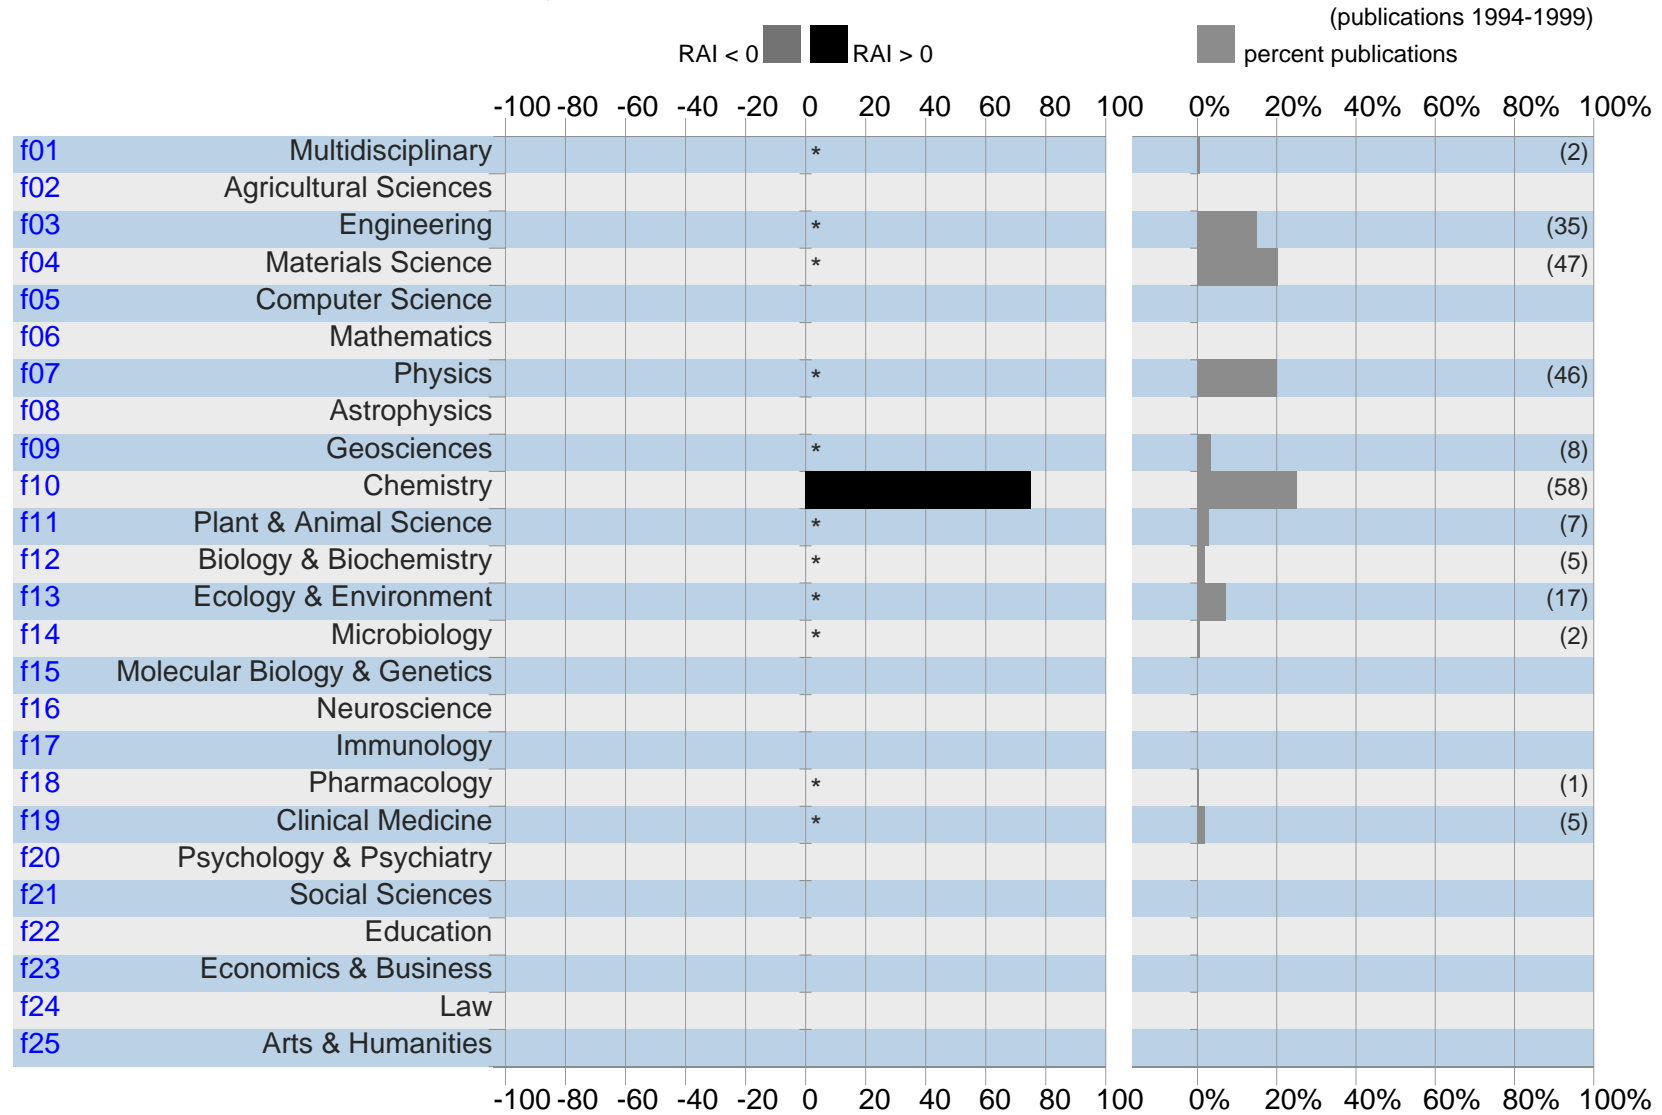 (publications 1994-1999)
RAI < 0 RAI > 0 percent publications
-100 -80 -60 -40 -20 0 20 40 60 80 100 0% 20% 40% 60% 80% 100%
f01 Multidisciplinary * (2)
f02 Agricultural Sciences
f03 Engineering * (35)
f04 Materials Science * (47)
f05 Computer Science
f06 Mathematics
f07 Physics * (46)
f08 Astrophysics
f09 Geosciences * (8)
f10 Chemistry (58)
f11 Plant & Animal Science * (7)
f12 Biology & Biochemistry * (5)
f13 Ecology & Environment * (17)
f14 Microbiology * (2)
f15 Molecular Biology & Genetics
f16 Neuroscience
f17 Immunology
f18 Pharmacology * (1)
f19 Clinical Medicine * (5)
f20 Psychology & Psychiatry
f21 Social Sciences
f22 Education
f23 Economics & Business
f24 Law
f25 Arts & Humanities
-100 -80 -60 -40 -20 0 20 40 60 80 100 0% 20% 40% 60% 80% 100%